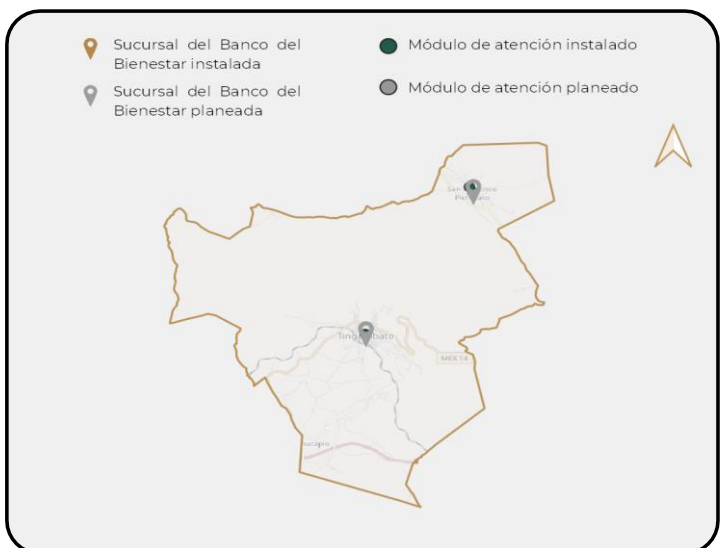 Sucursal del Banco del
Bienestar instalada
Sucursal del Banco del
Bienestar planeada
Módulo de atención instalado
Módulo de atención planeado
San
MEX 14